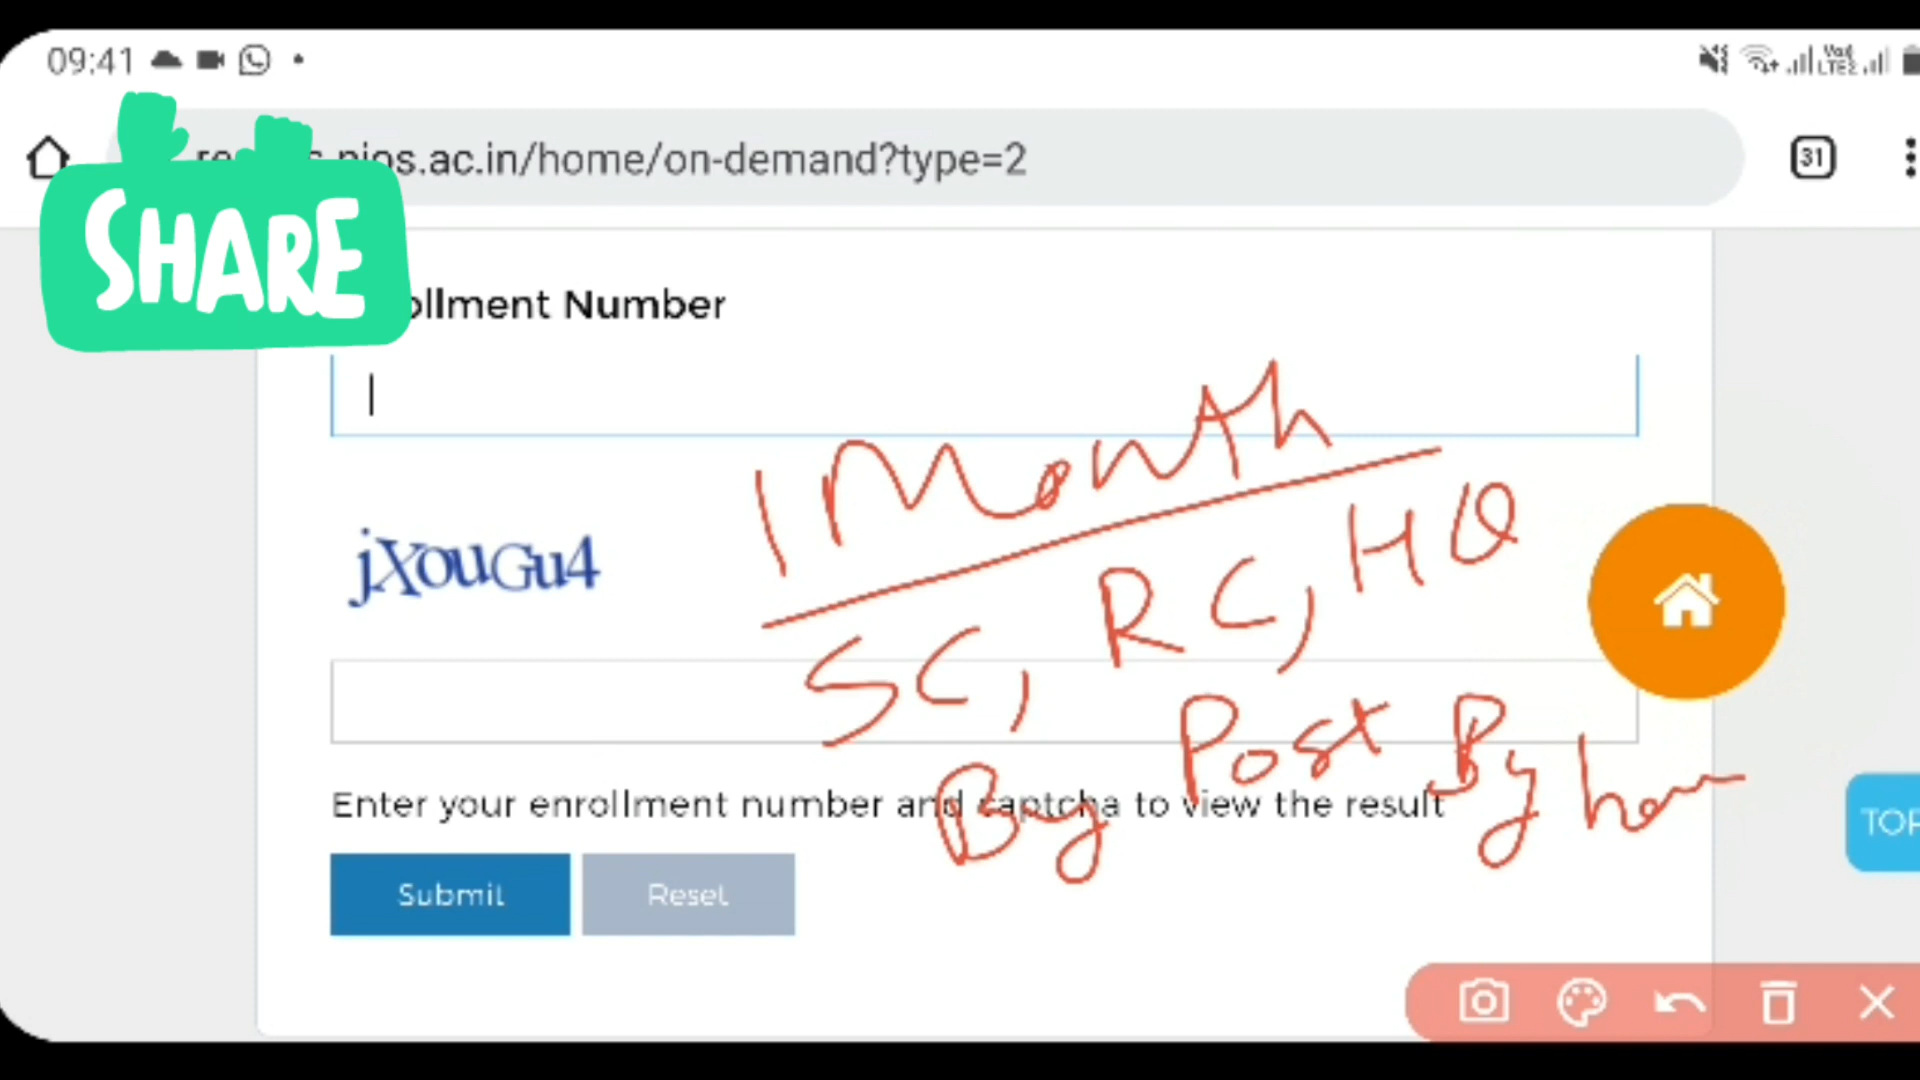 09:41
.nios.ac.in/home/on-demand?type=2
31
SHARE
ollment Number
1 Month
jXouGu4
SC, RC, HQ
By Post By
Enter your enrollment number and captcha to view the result
TOP
Submit
Reset